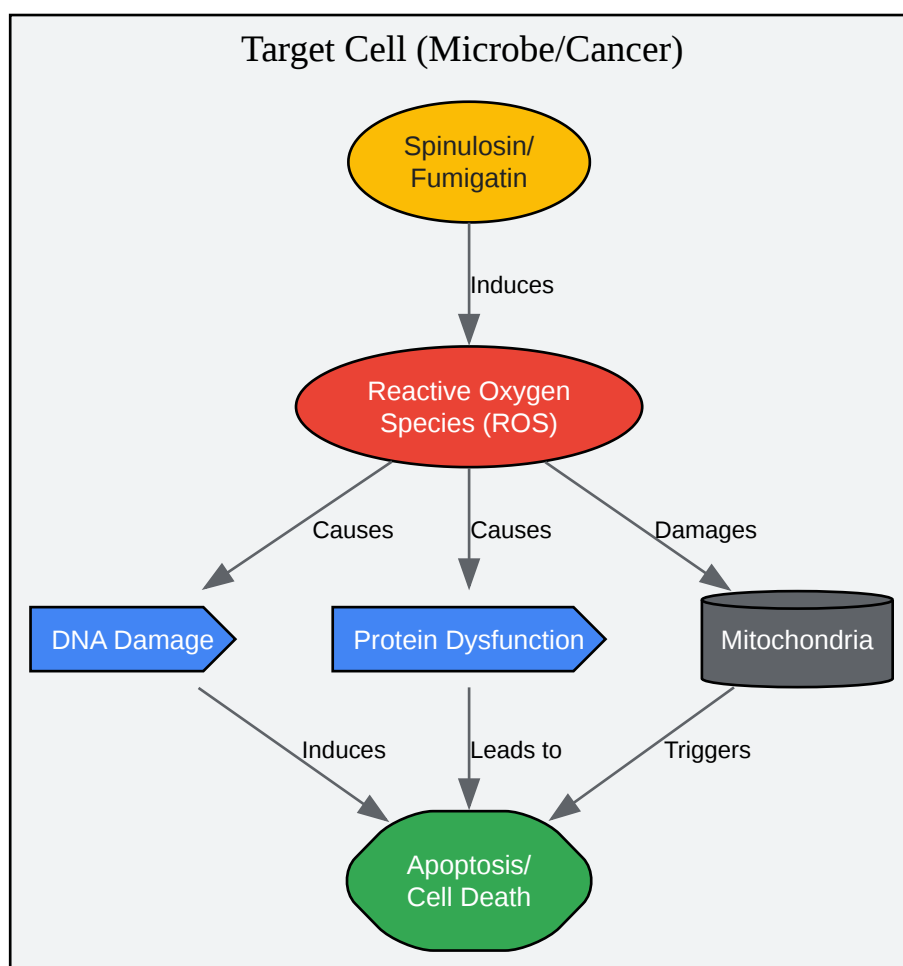 Target Cell (Microbe/Cancer)
Spinulosin/
Fumigatin
Induces
Reactive Oxygen
Species (ROS)
Causes
Causes
Damages
DNA Damage
Protein Dysfunction
Mitochondria
Induces
Leads to
Triggers
Apoptosis/
Cell Death